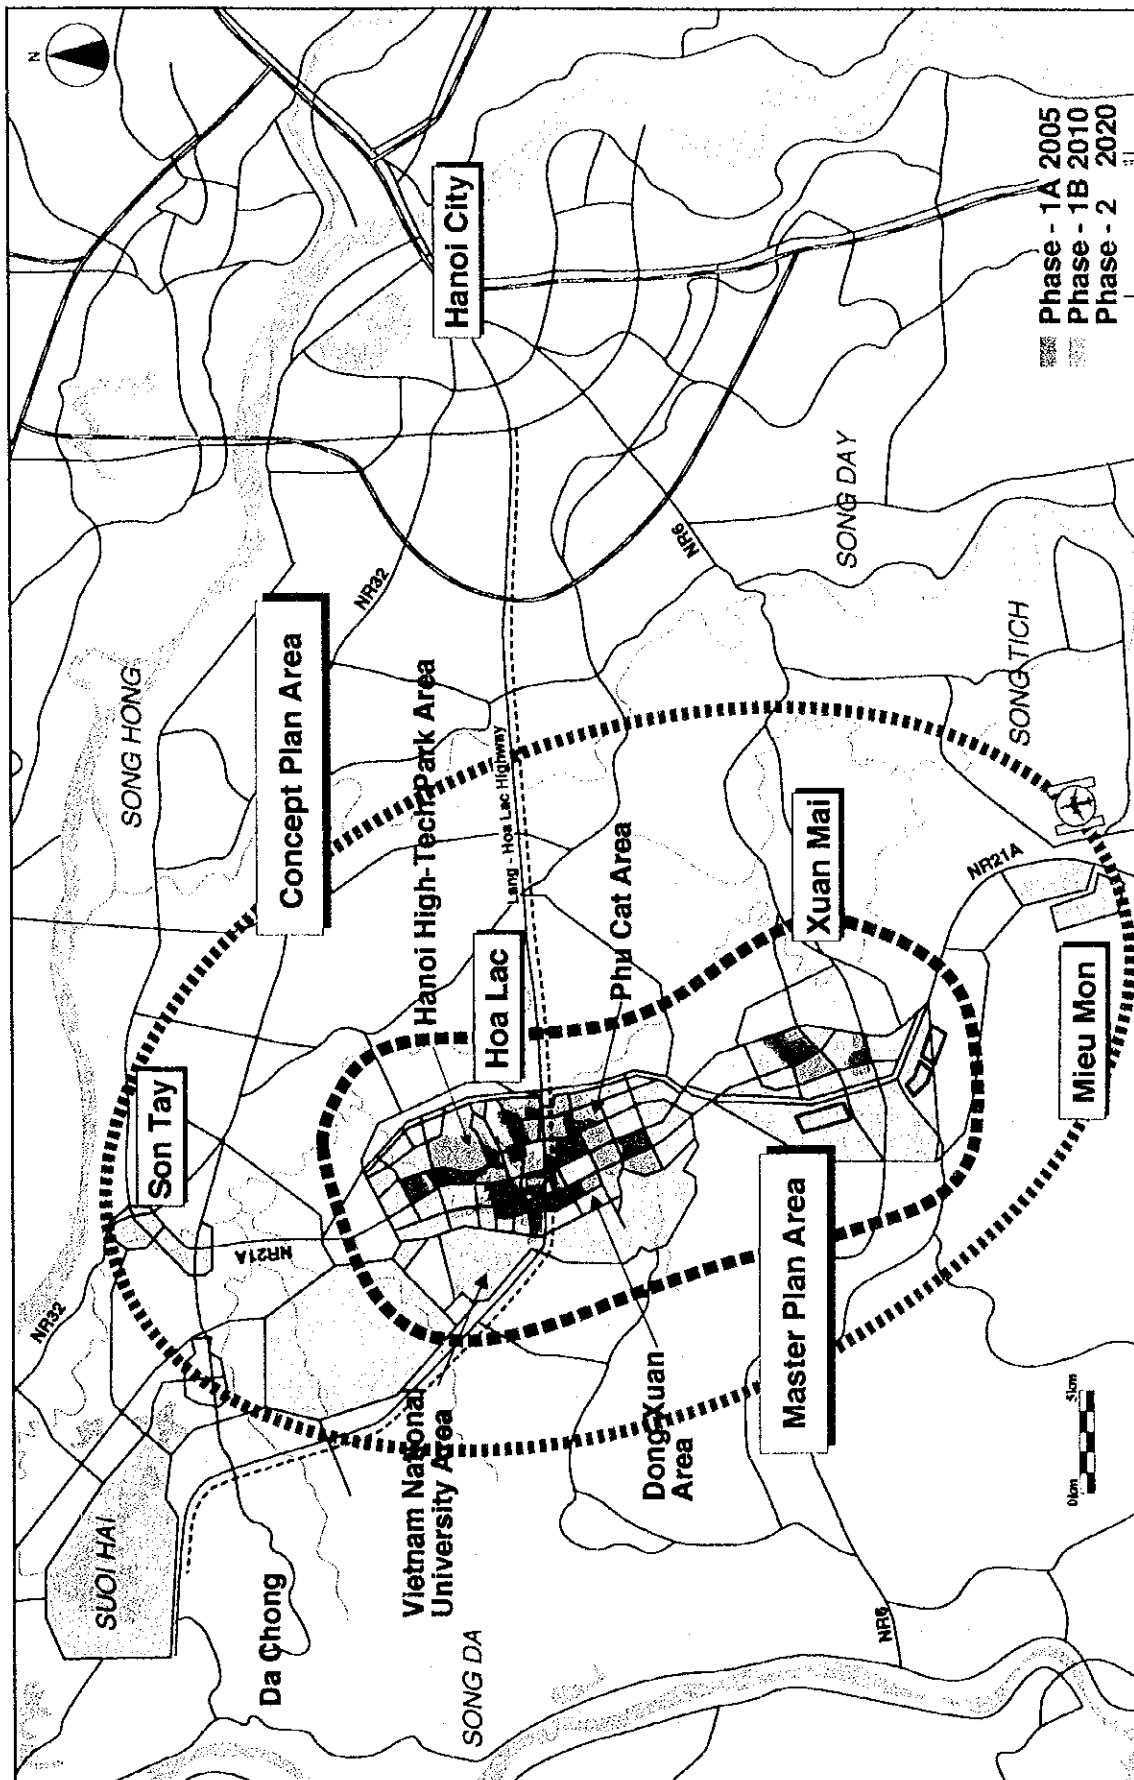 N
SONG HONG
Concept Plan Area
NR32
Hanoi City
Son Tay
NR32
NR21A
SUOI HAI
Da Chong
Hanoi High-Tech Park Area
Lang - Hoa Lac Highway
Hoa Lac
Phu Cat Area
Vietnam National
University Area
Dong Xuan
Area
SONG DA
NR6
SONG DAY
Xuan Mai
SONG TICH
NR21A
Master Plan Area
Mieu Mon
NR6
0km
5km
Phase - 1A 2005
Phase - 1B 2010
Phase - 2 2020